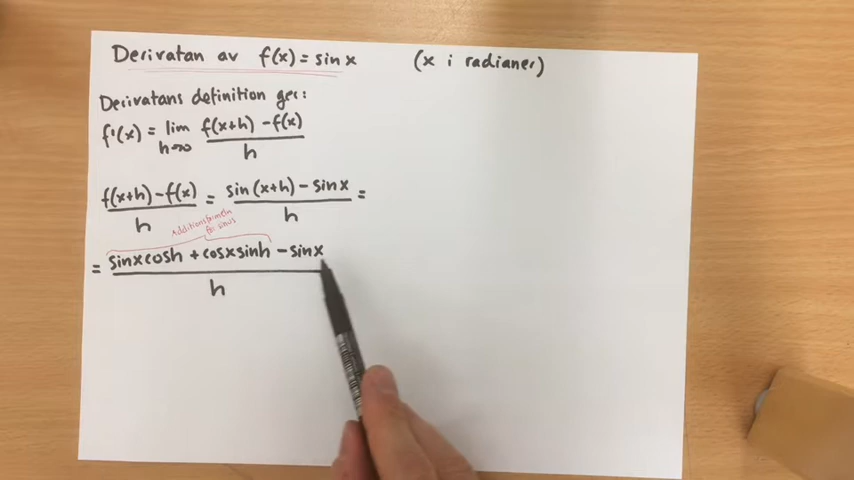 Derivatan av f(x) = sin x (x i radianer)
Derivatans definition ger:
f'(x) = lim f(x+h) - f(x)
h→0 h
f(x+h) - f(x) = sin (x+h) - sin x =
h h
Additionsformeln
för sinus
= sinxcosh + cosxsinh - sinx
h